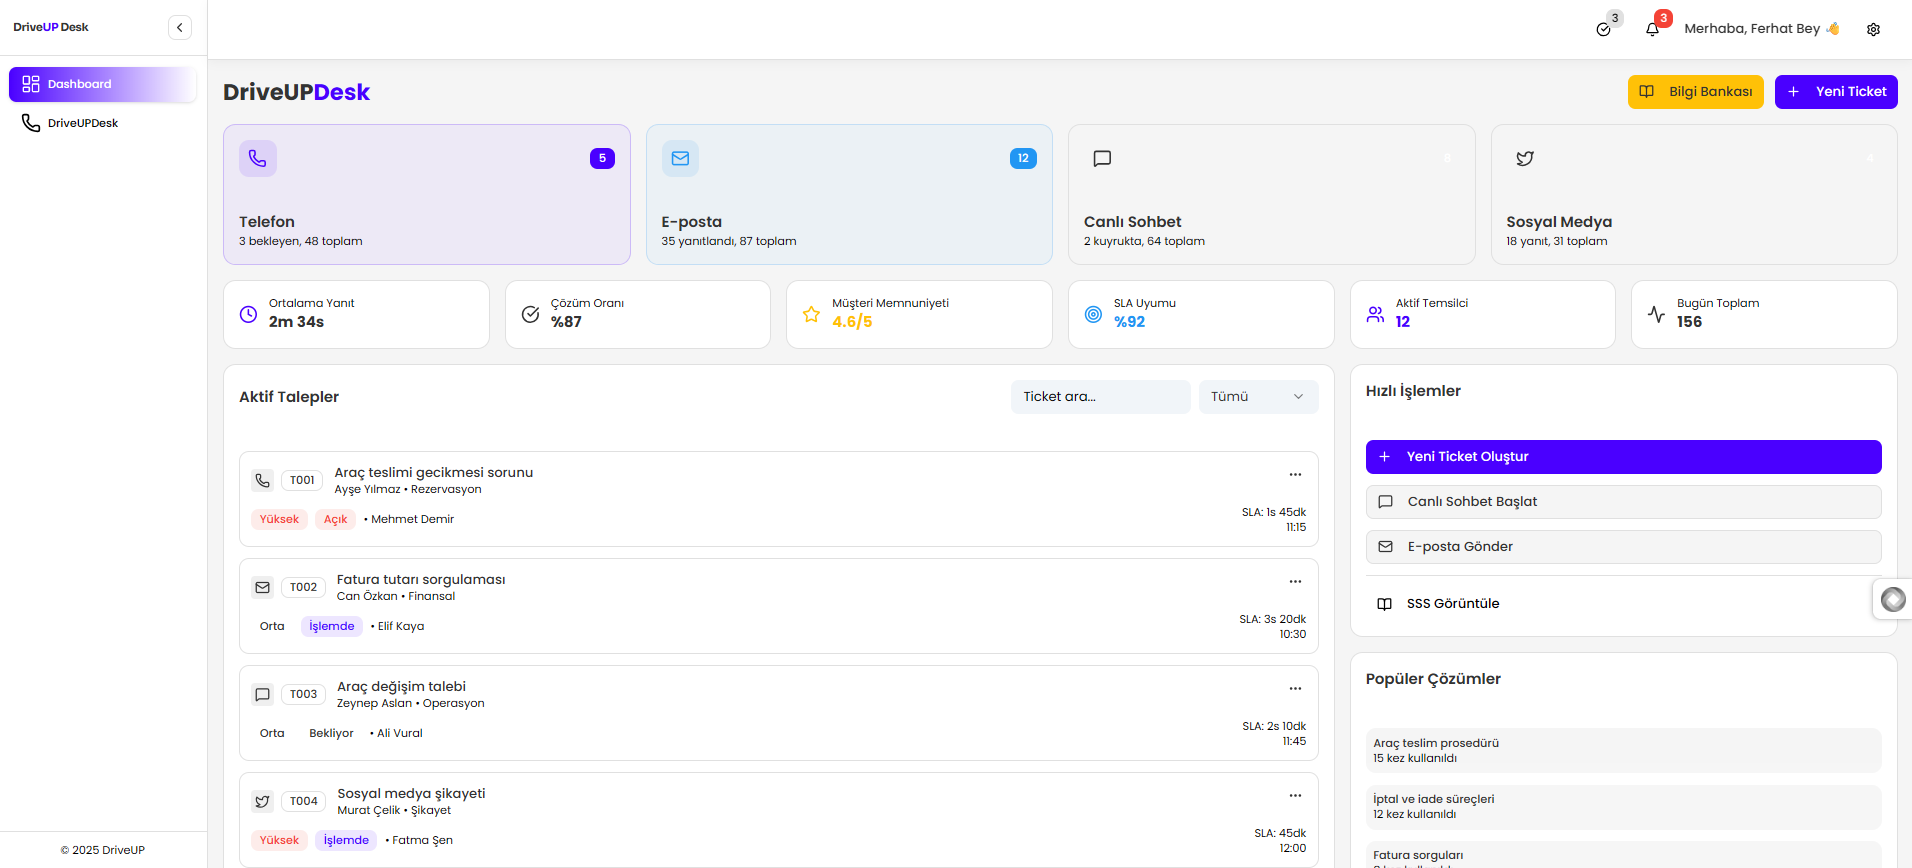 DriveUP Desk
3
3
Merhaba, Ferhat Bey 👋
Dashboard
DriveUPDesk
© 2025 DriveUP
DriveUPDesk
Bilgi Bankası
Yeni Ticket
5
Telefon
3 bekleyen, 48 toplam
12
E-posta
35 yanıtlandı, 87 toplam
8
Canlı Sohbet
2 kuyrukta, 64 toplam
4
Sosyal Medya
18 yanıt, 31 toplam
Ortalama Yanıt
2m 34s
Çözüm Oranı
%87
Müşteri Memnuniyeti
4.6/5
SLA Uyumu
%92
Aktif Temsilci
12
Bugün Toplam
156
Aktif Talepler
Ticket ara...
Tümü
T001
Araç teslimi gecikmesi sorunu
Ayşe Yılmaz • Rezervasyon
Yüksek
Açık
• Mehmet Demir
SLA: 1s 45dk
11:15
T002
Fatura tutarı sorgulaması
Can Özkan • Finansal
Orta
İşlemde
• Elif Kaya
SLA: 3s 20dk
10:30
T003
Araç değişim talebi
Zeynep Aslan • Operasyon
Orta
Bekliyor
• Ali Vural
SLA: 2s 10dk
11:45
T004
Sosyal medya şikayeti
Murat Çelik • Şikayet
Yüksek
İşlemde
• Fatma Şen
SLA: 45dk
12:00
Hızlı İşlemler
Yeni Ticket Oluştur
Canlı Sohbet Başlat
E-posta Gönder
SSS Görüntüle
Popüler Çözümler
Araç teslim prosedürü
15 kez kullanıldı
İptal ve iade süreçleri
12 kez kullanıldı
Fatura sorguları